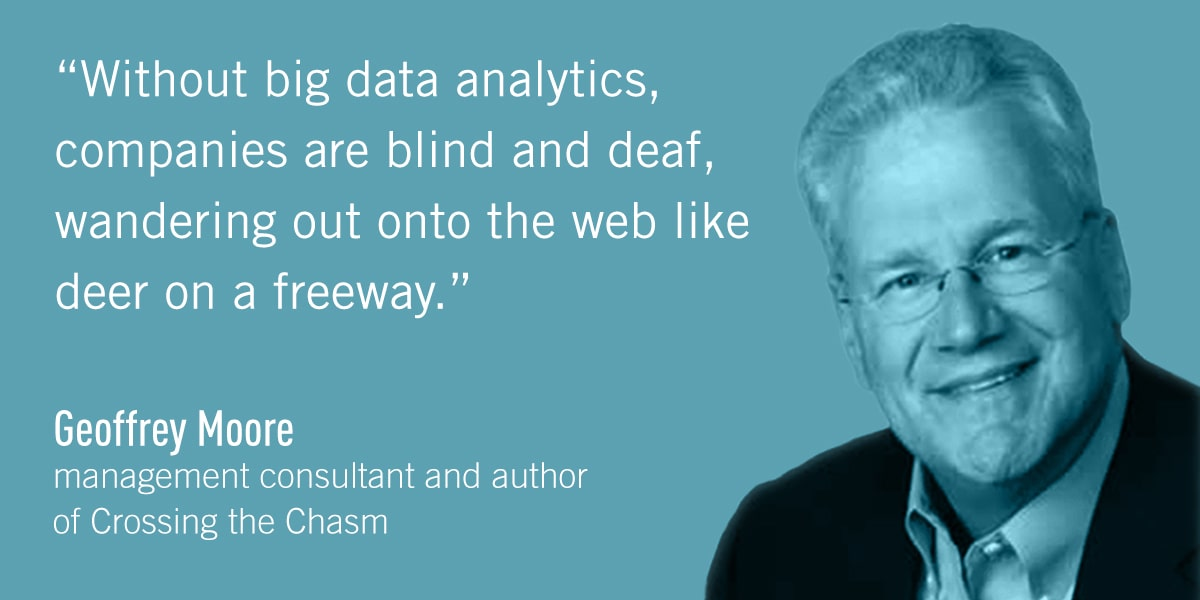 “Without big data analytics,
companies are blind and deaf,
wandering out onto the web like
deer on a freeway.”
Geoffrey Moore
management consultant and author
of Crossing the Chasm